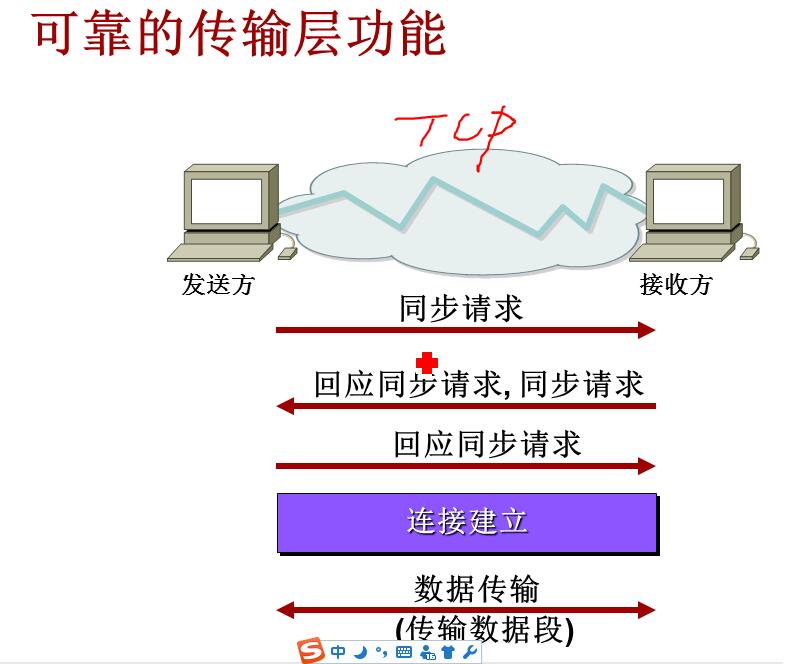 可靠的传输层功能
TCP
发送方
接收方
同步请求
回应同步请求, 同步请求
回应同步请求
连接建立
数据传输
(传输数据段)
S中